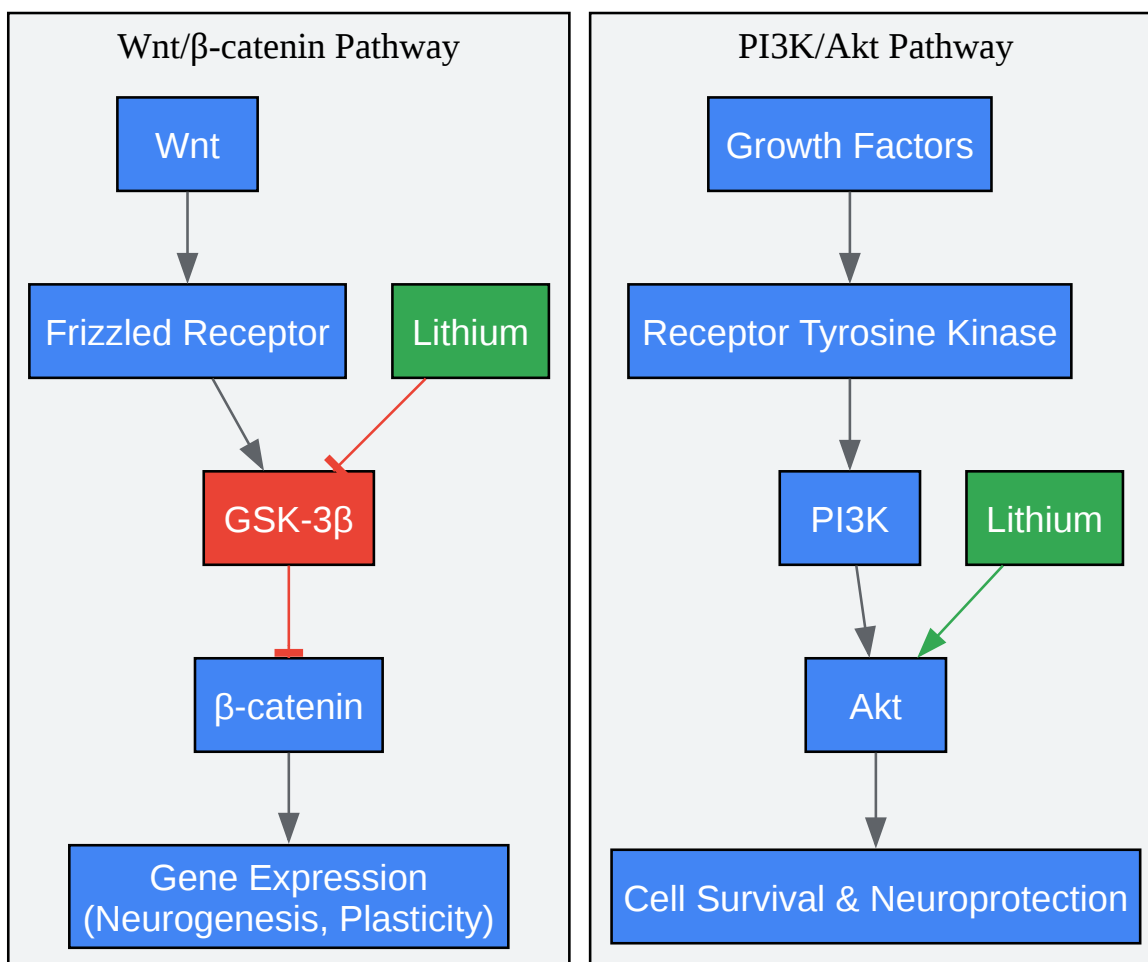 Wnt/β-catenin Pathway
Wnt
Frizzled Receptor
Lithium
GSK-3β
β-catenin
Gene Expression
(Neurogenesis, Plasticity)
PI3K/Akt Pathway
Growth Factors
Receptor Tyrosine Kinase
PI3K
Lithium
Akt
Cell Survival & Neuroprotection